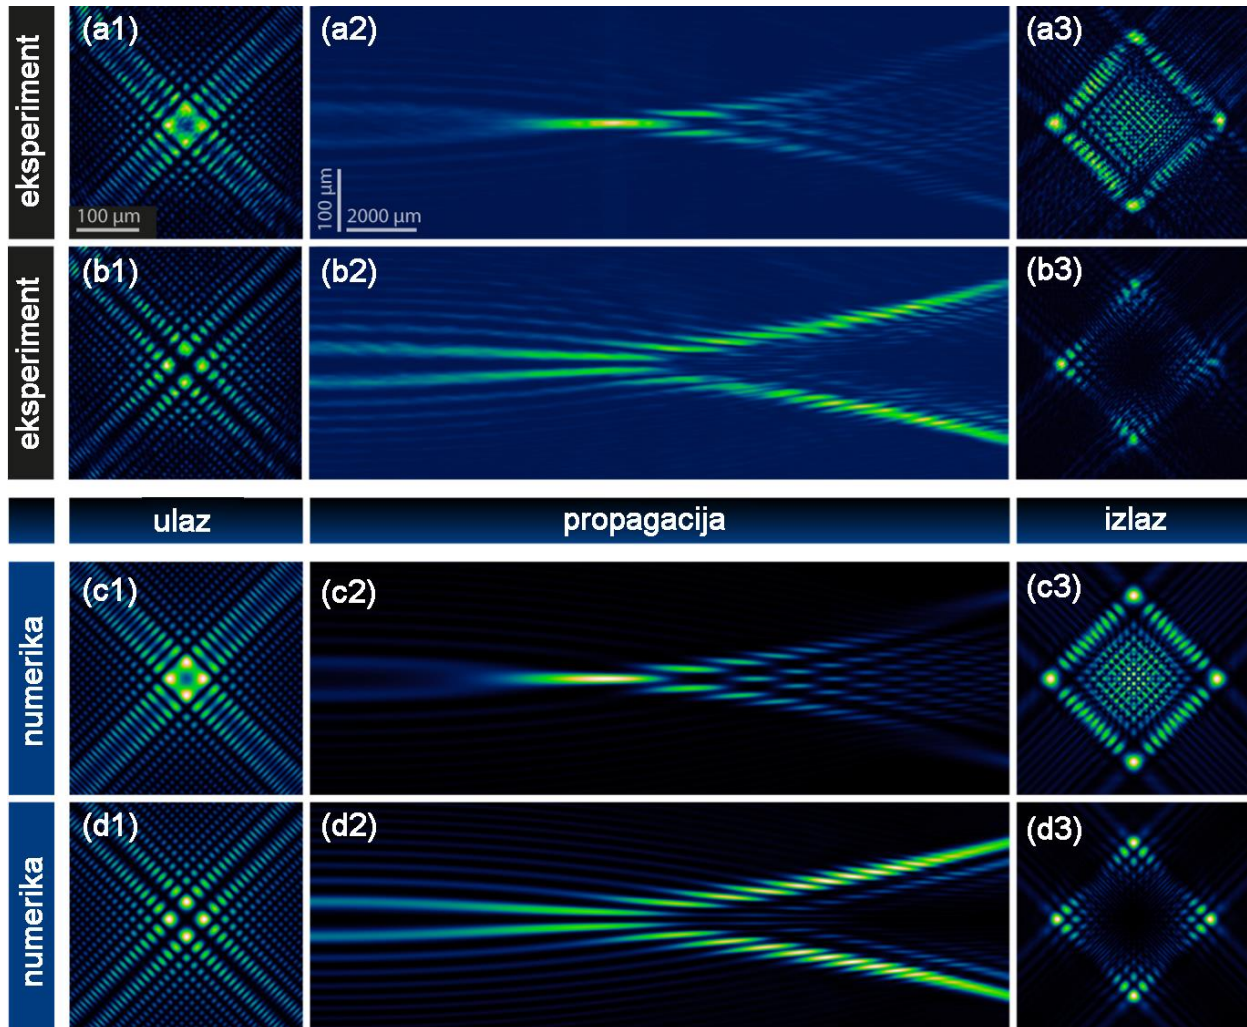 eksperiment
(a1)
(a2)
(a3)
100 µm
100 µm
2000 µm
eksperiment
(b1)
(b2)
(b3)
ulaz
propagacija
izlaz
numerika
(c1)
(c2)
(c3)
numerika
(d1)
(d2)
(d3)